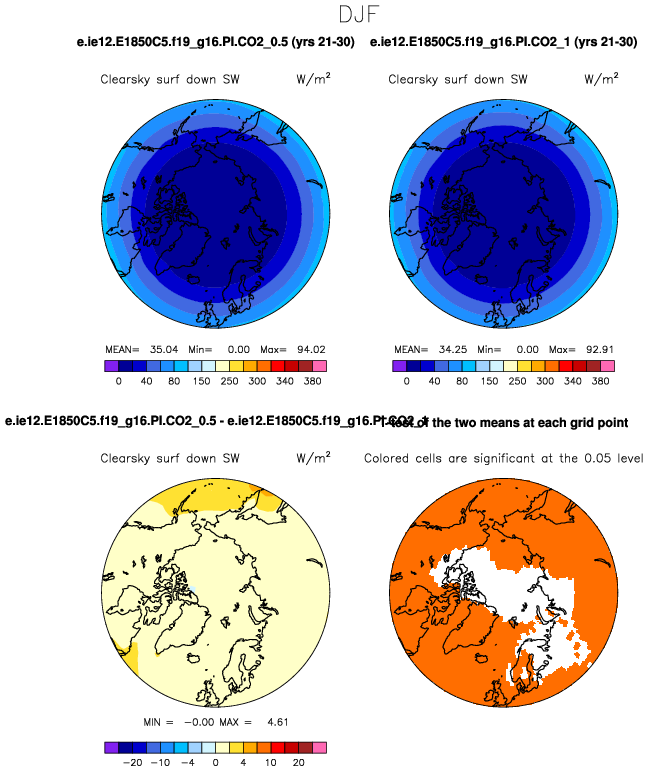 DJF
e.ie12.E1850C5.f19_g16.PI.CO2_0.5 (yrs 21-30) e.ie12.E1850C5.f19_g16.PI.CO2_1 (yrs 21-30)
Clearsky surf down SW W/m² Clearsky surf down SW W/m²
MEAN= 35.04 Min= 0.00 Max= 94.02 MEAN= 34.25 Min= 0.00 Max= 92.91
0 40 80 150 250 300 340 380 0 40 80 150 250 300 340 380
e.ie12.E1850C5.f19_g16.PI.CO2_0.5 - e.ie12.E1850C5.f19_g16.PI.CO2_1 T-test of the two means at each grid point
Clearsky surf down SW W/m² Colored cells are significant at the 0.05 level
MIN = -0.00 MAX = 4.61
-20 -10 -4 0 4 10 20